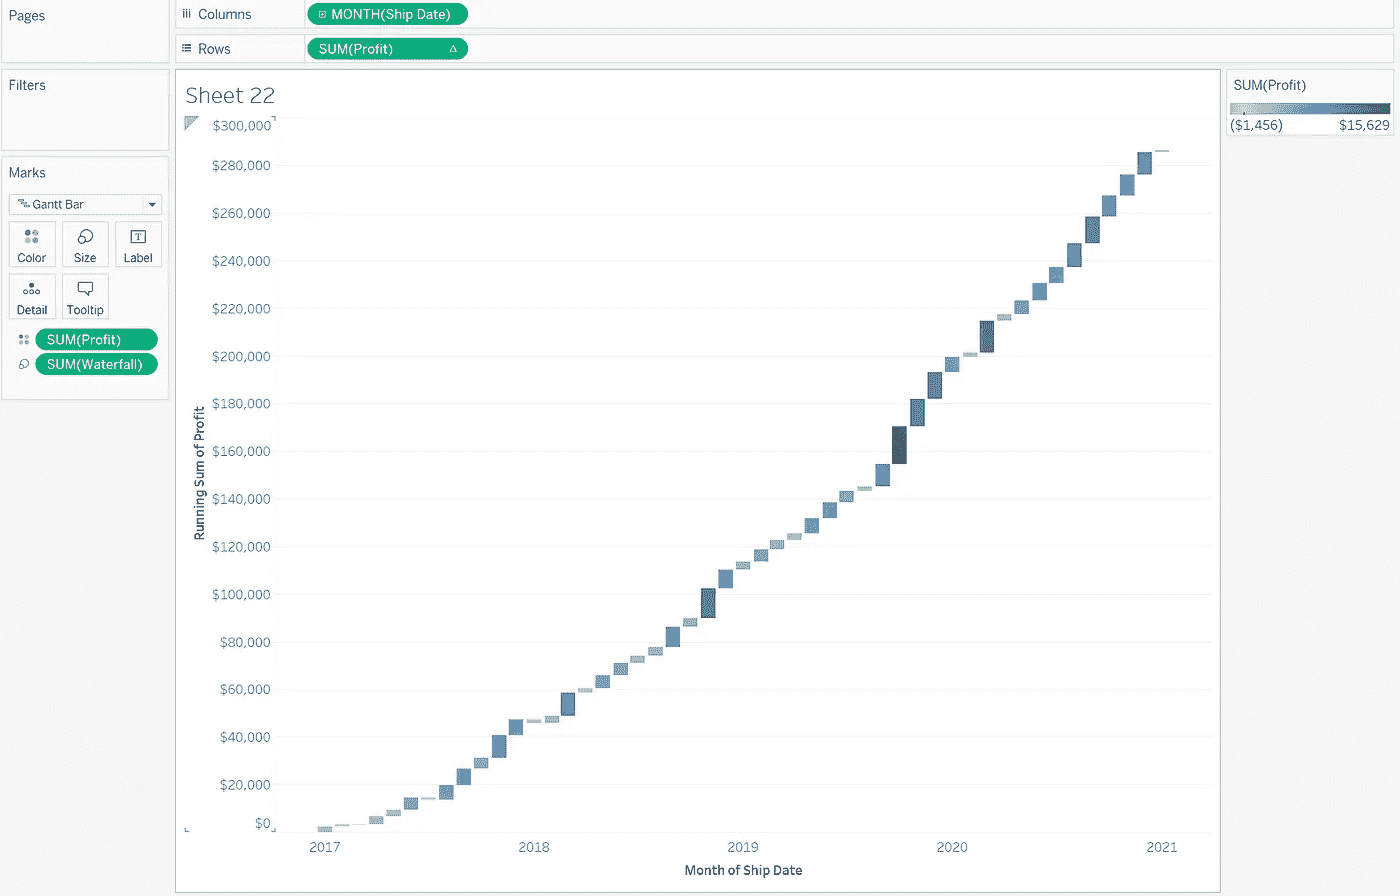 Pages
Columns
MONTH(Ship Date)
Rows
SUM(Profit)
Filters
Marks
Gantt Bar
Color
Size
Label
Detail
Tooltip
SUM(Profit)
SUM(Waterfall)
Sheet 22
$300,000
$280,000
$260,000
$240,000
$220,000
$200,000
$180,000
$160,000
$140,000
$120,000
$100,000
$80,000
$60,000
$40,000
$20,000
$0
Running Sum of Profit
2017
2018
2019
2020
2021
Month of Ship Date
SUM(Profit)
($1,456)
$15,629